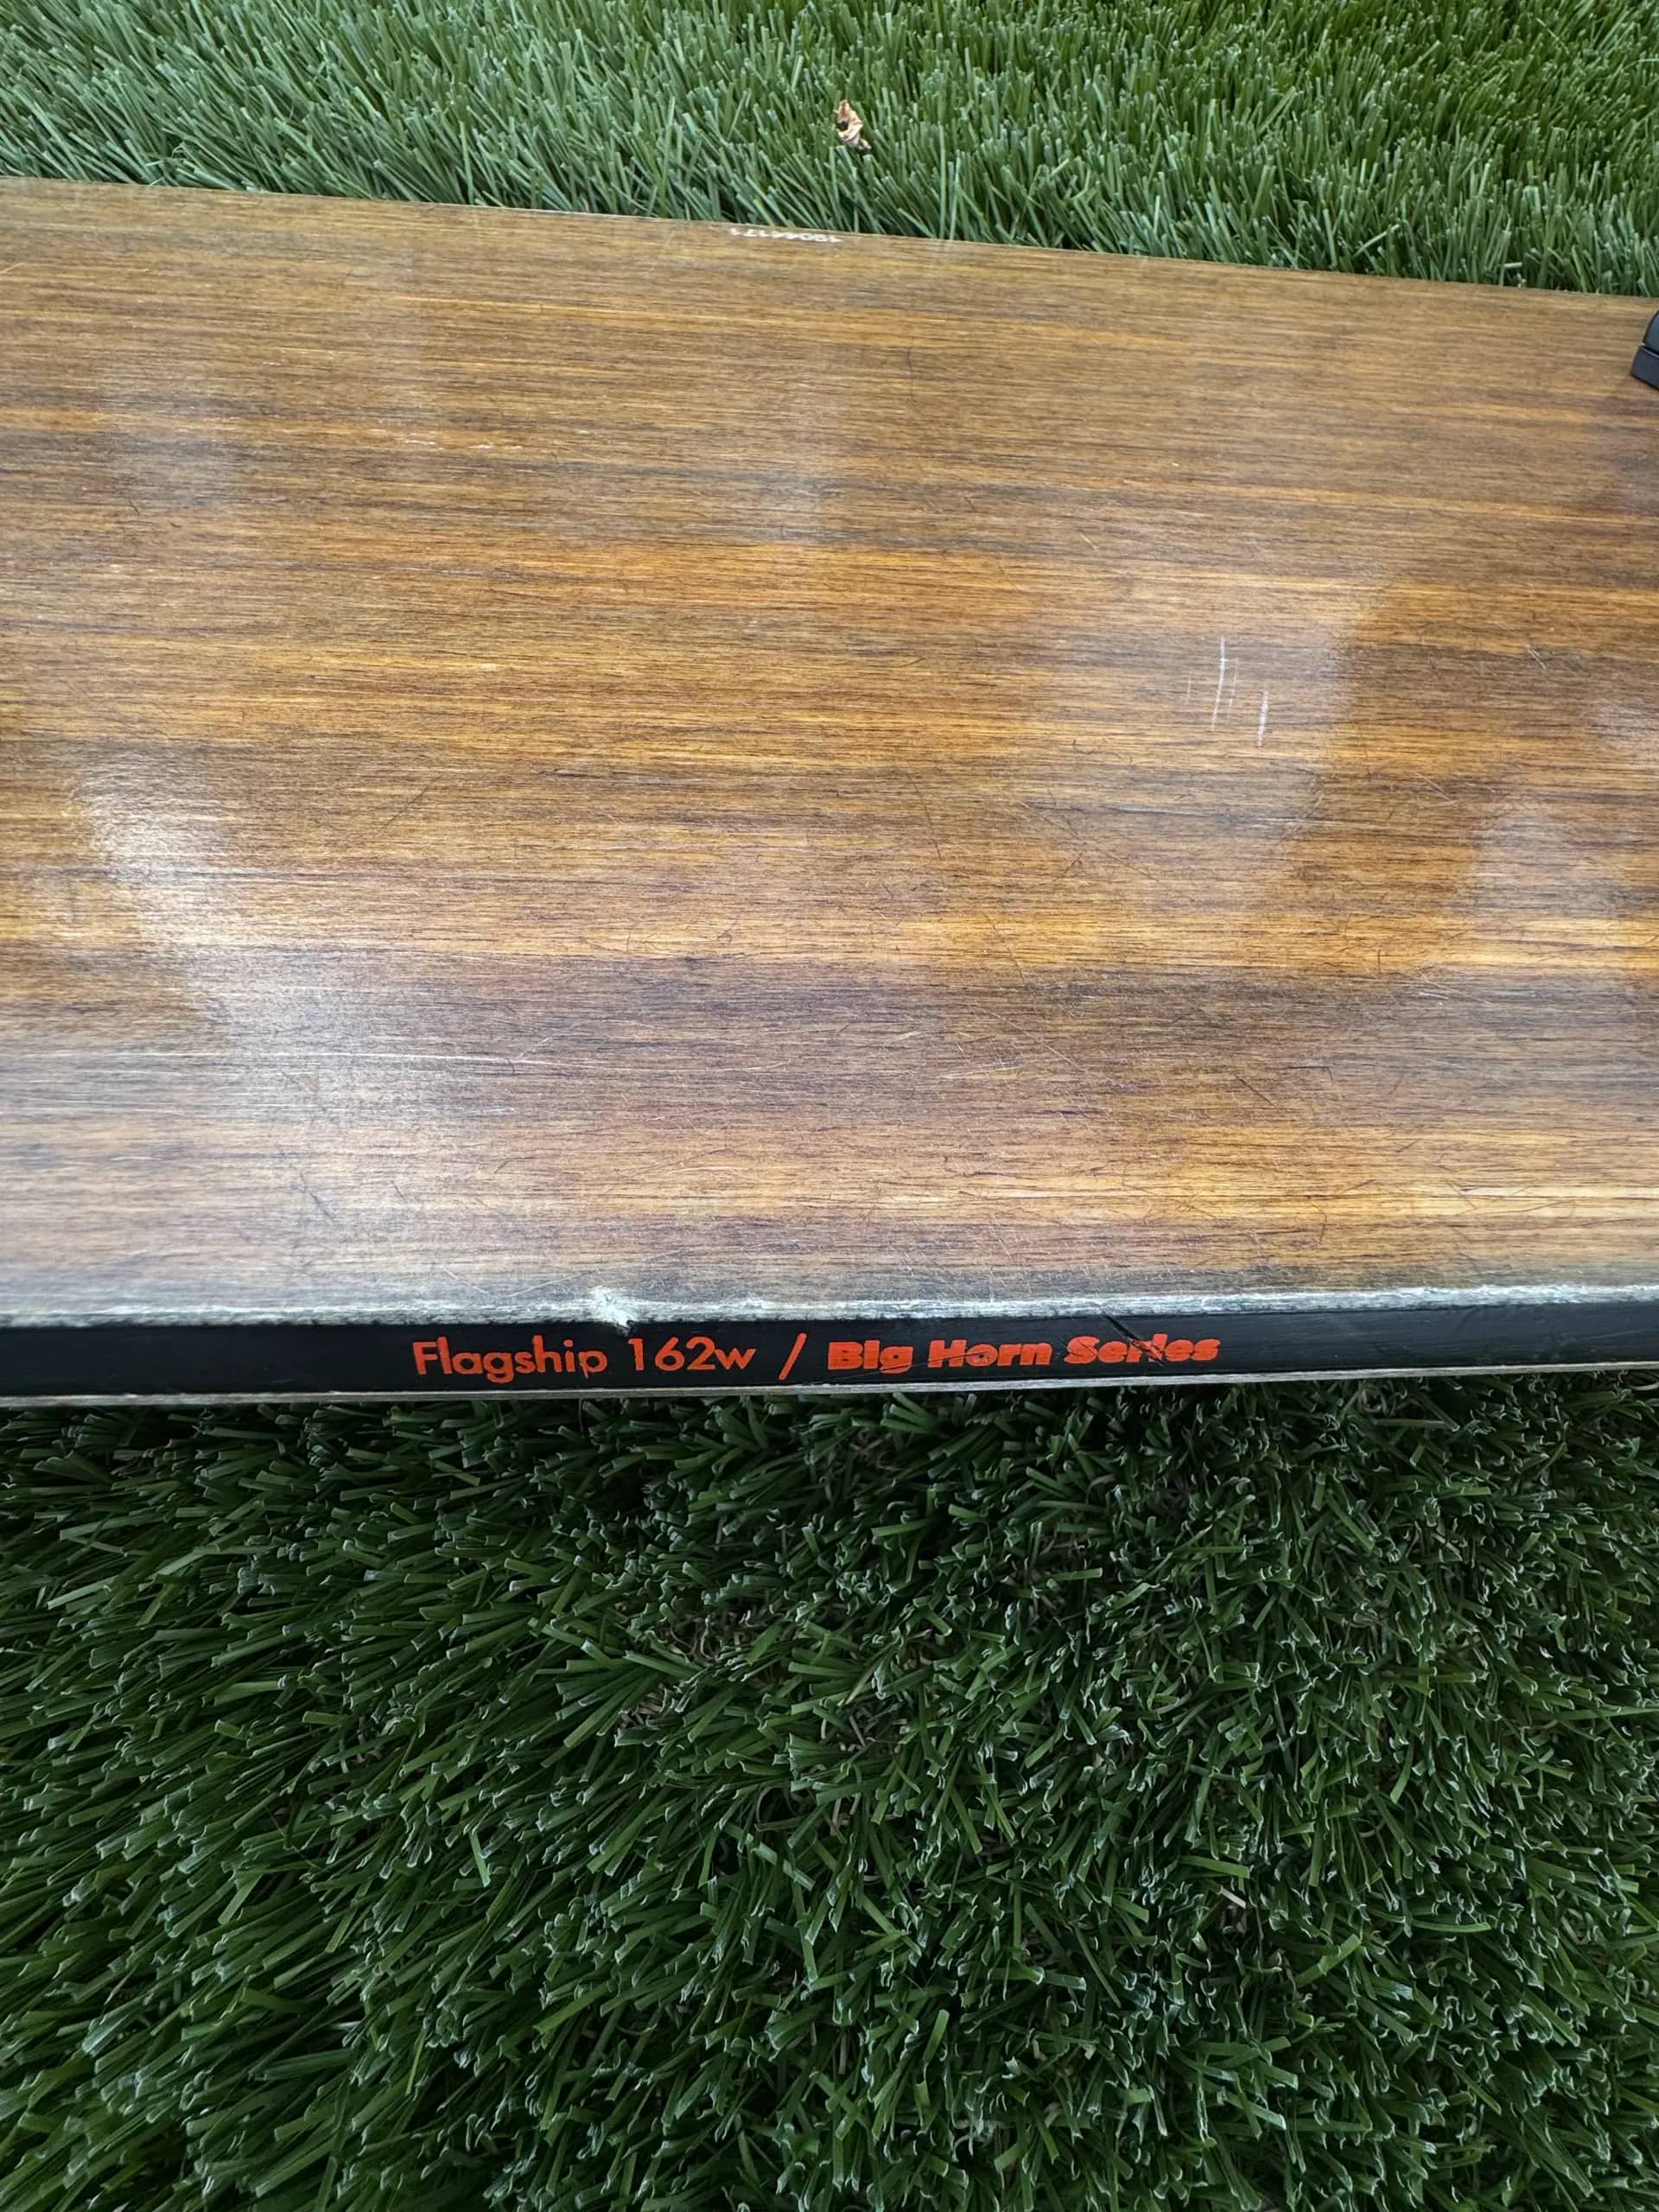 Flagship 162w / Big Horn Series